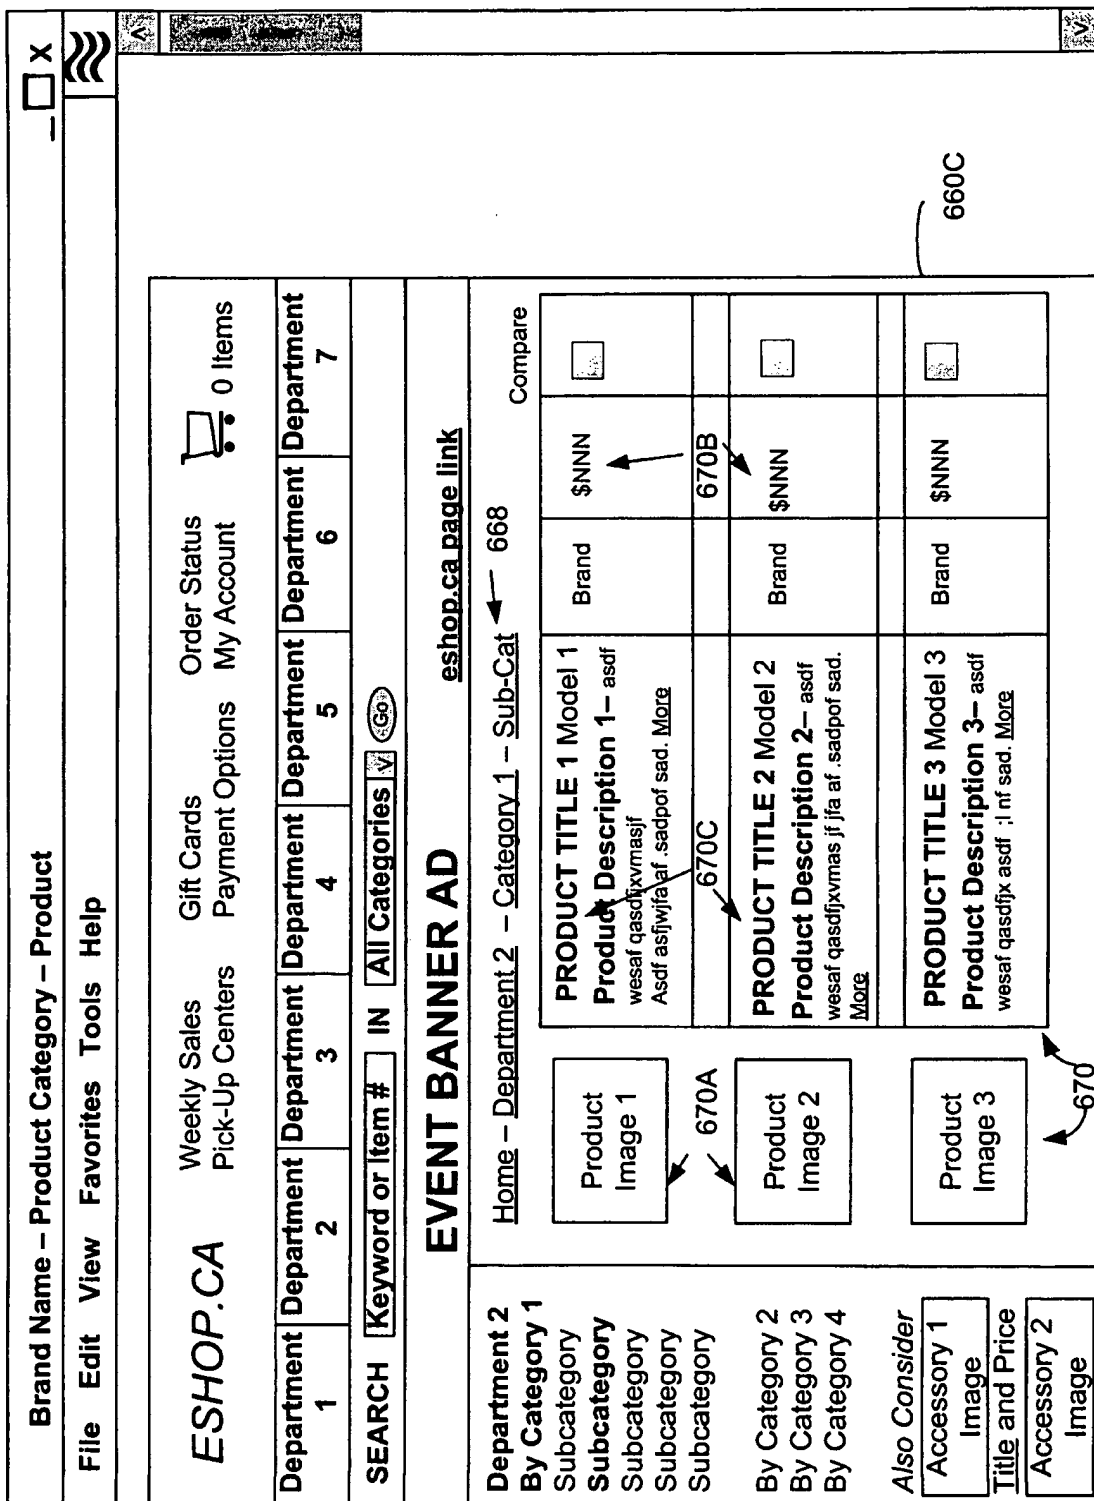 Brand Name – Product Category – Product
_ X
File Edit View Favorites Tools Help
ESHOP.CA
Weekly Sales
Pick-Up Centers
Gift Cards
Payment Options
Order Status
My Account
0 Items
Department 1
Department 2
Department 3
Department 4
Department 5
Department 6
Department 7
SEARCH Keyword or Item # IN All Categories V Go
EVENT BANNER AD
eshop.ca page link
Department 2
By Category 1
Subcategory
Subcategory
Subcategory
Subcategory
Subcategory
By Category 2
By Category 3
By Category 4
Also Consider
Accessory 1
Image
Title and Price
Accessory 2
Image
Home – Department 2 – Category 1 – Sub-Cat
668
Compare
Product
Image 1
PRODUCT TITLE 1 Model 1
Product Description 1– asdf
wesaf qasdfjxvmasjf
Asdf asfjwjfa af .sadpof sad. More
Brand
$NNN
670A
670C
670B
Product
Image 2
PRODUCT TITLE 2 Model 2
Product Description 2– asdf
wesaf qasdfjxvmas jf jfa af .sadpof sad.
More
Brand
$NNN
Product
Image 3
PRODUCT TITLE 3 Model 3
Product Description 3– asdf
wesaf qasdfjx asdf ;l nf sad. More
Brand
$NNN
670
660C